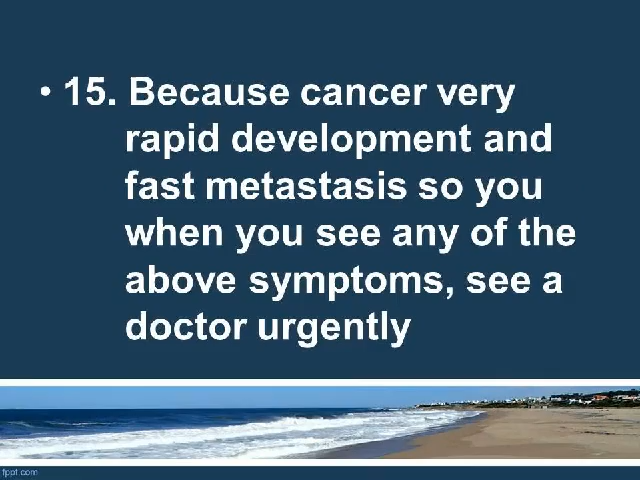 • 15. Because cancer very
rapid development and
fast metastasis so you
when you see any of the
above symptoms, see a
doctor urgently
fppt.com